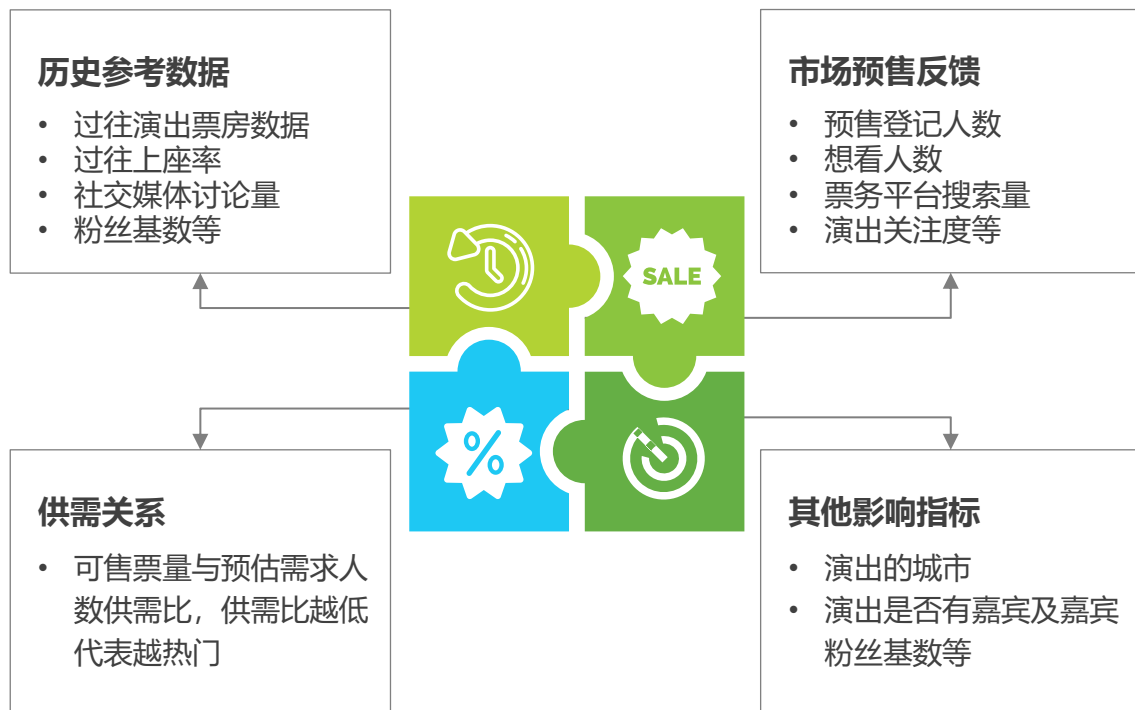 历史参考数据
• 过往演出票房数据
• 过往上座率
• 社交媒体讨论量
• 粉丝基数等
市场预售反馈
• 预售登记人数
• 想看人数
• 票务平台搜索量
• 演出关注度等
SALE
%
供需关系
• 可售票量与预估需求人
数供需比，供需比越低
代表越热门
其他影响指标
• 演出的城市
• 演出是否有嘉宾及嘉宾
粉丝基数等